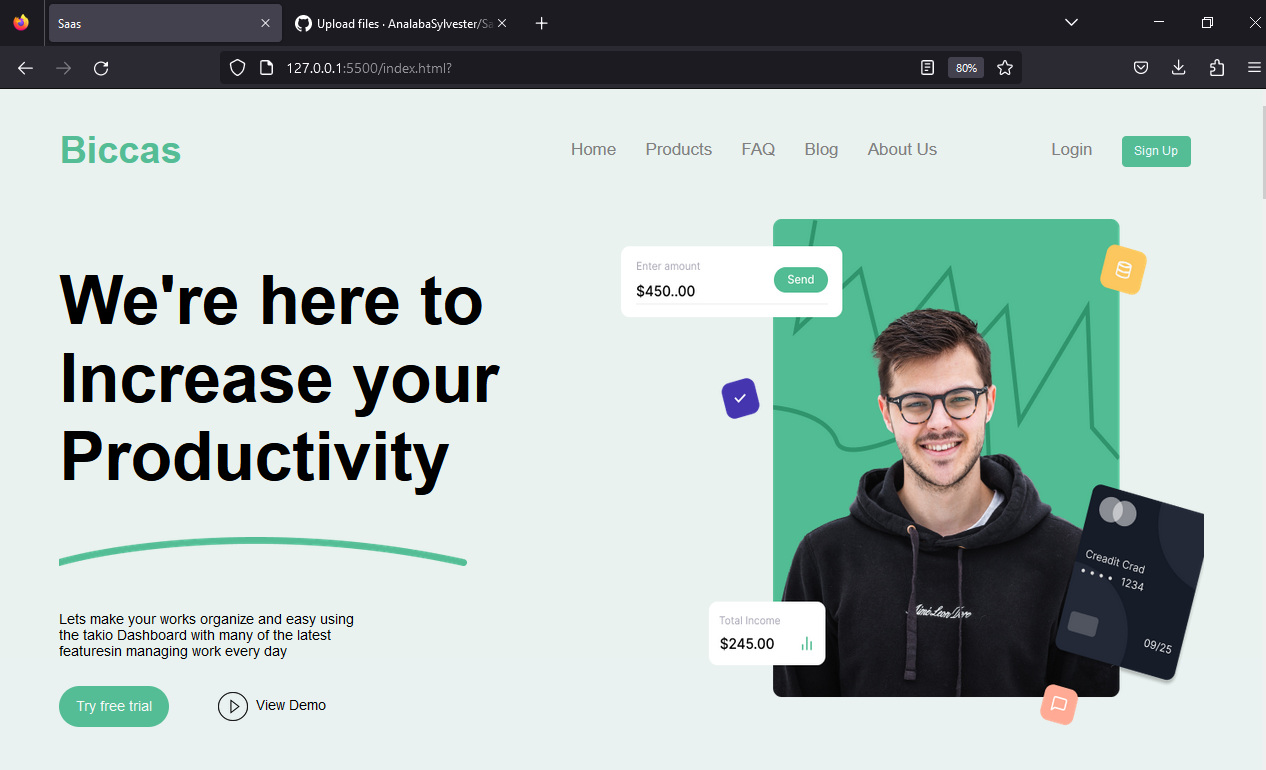 Saas
Upload files · AnalabaSylvester/Sa
127.0.0.1:5500/index.html?
80%
Biccas
Home Products FAQ Blog About Us Login Sign Up
We're here to
Increase your
Productivity
Lets make your works organize and easy using
the takio Dashboard with many of the latest
featuresin managing work every day
Try free trial
View Demo
Enter amount
$450..00
Send
Creadit Crad
1234
09/25
Total Income
$245.00